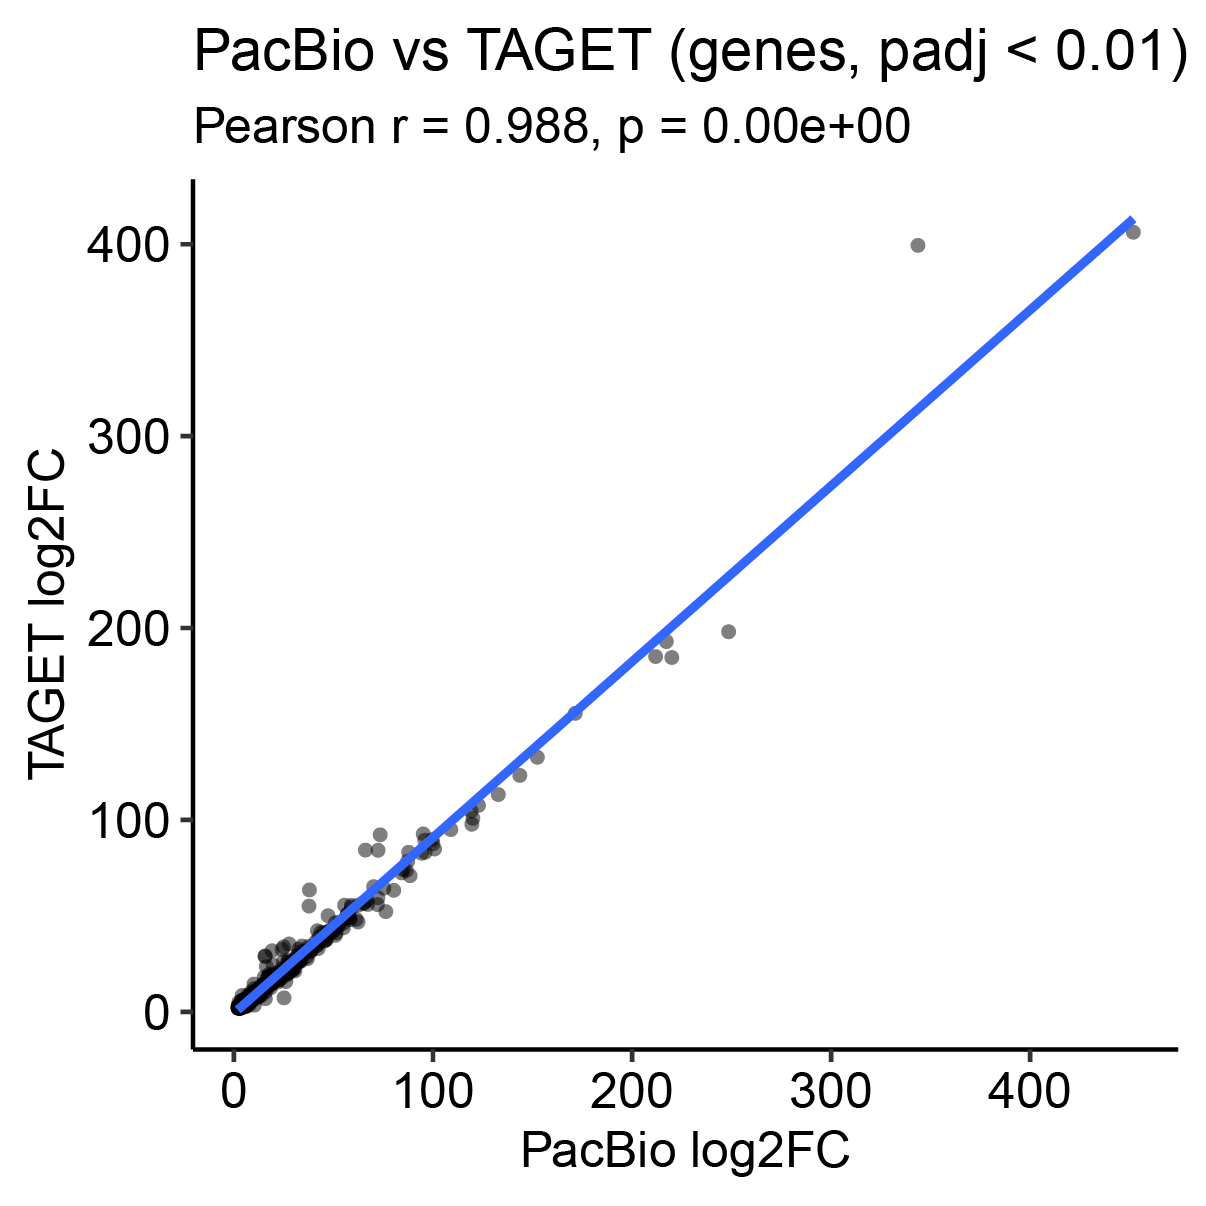 PacBio vs TAGET (genes, padj < 0.01)
Pearson r = 0.988, p = 0.00e+00
400
300
200
100
0
TAGET log2FC
0 100 200 300 400
PacBio log2FC